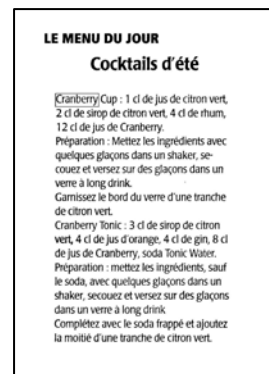 LE MENU DU JOUR
Cocktails d'été
Cranberry Cup : 1 cl de jus de citron vert,
2 cl de sirop de citron vert, 4 cl de rhum,
12 cl de jus de Cranberry.
Préparation : Mettez les ingrédients avec
quelques glaçons dans un shaker, se-
couez et versez sur des glaçons dans un
verre à long drink.
Garnissez le bord du verre d'une tranche
de citron vert.
Cranberry Tonic : 3 cl de sirop de citron
vert, 4 cl de jus d'orange, 4 cl de gin, 8 cl
de jus de Cranberry, soda Tonic Water.
Préparation : mettez les ingrédients, sauf
le soda, avec quelques glaçons dans un
shaker, secouez et versez sur des glaçons
dans un verre à long drink
Complétez avec le soda frappé et ajoutez
la moitié d'une tranche de citron vert.